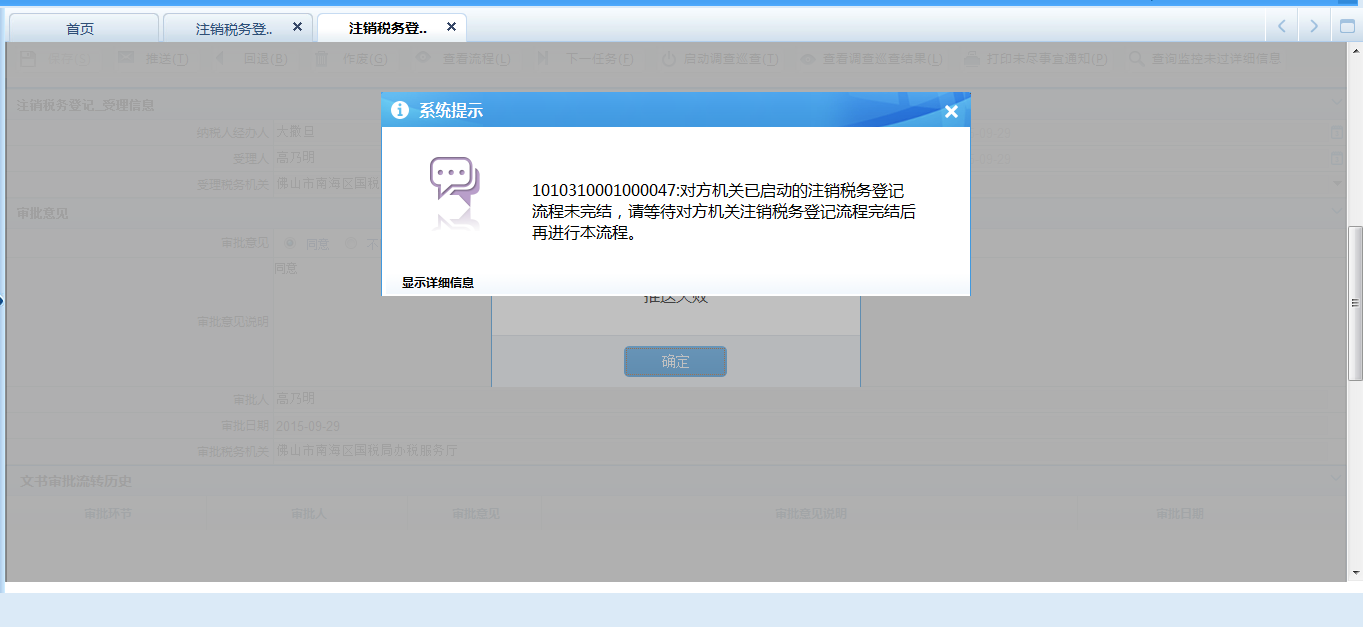 首页
注销税务登..
注销税务登..
保存(S)
推送(T)
回退(B)
作废(G)
查看流程(L)
下一任务(F)
启动调查巡查(T)
查看调查巡查结果(L)
打印未尽事宜通知(P)
查询监控未过详细信息
注销税务登记_受理信息
纳税人经办人
受理人 高乃明
受理税务机关 佛山市南海区国税
系统提示
1010310001000047:对方机关已启动的注销税务登记
流程未完结，请等待对方机关注销税务登记流程完结后
再进行本流程。
显示详细信息
推送失败
确定
审批意见
审批意见 同意 不
同意
审批意见说明
审批人 高乃明
审批日期 2015-09-29
审批税务机关 佛山市南海区国税局办税服务厅
文书审批流转历史
审批环节
审批人
审批意见
审批意见说明
审批日期